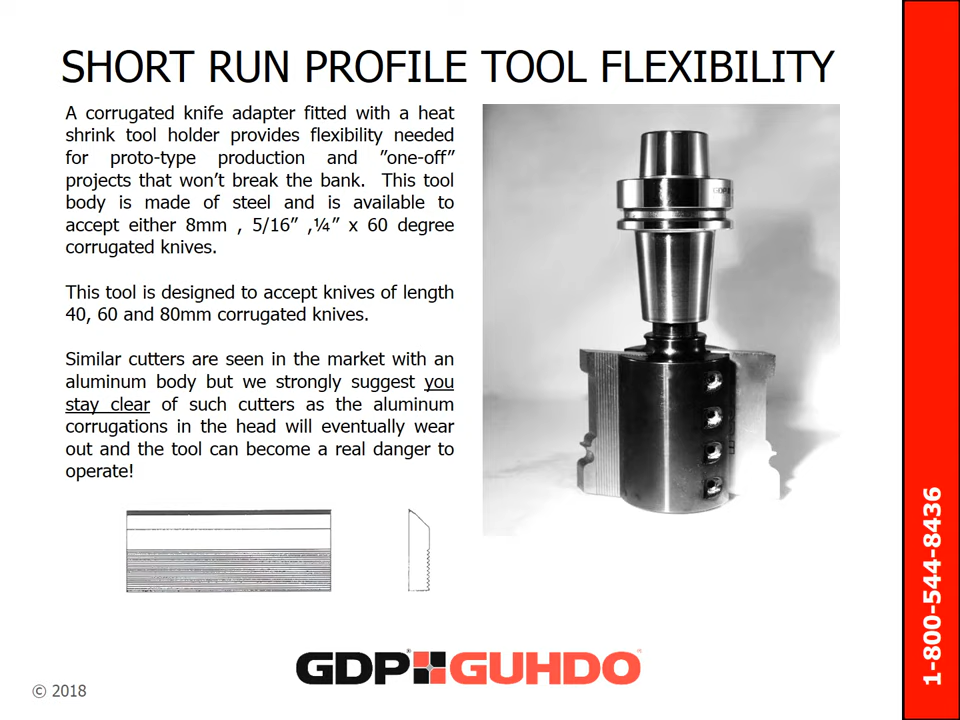 SHORT RUN PROFILE TOOL FLEXIBILITY
A corrugated knife adapter fitted with a heat
shrink tool holder provides flexibility needed
for proto-type production and ”one-off”
projects that won’t break the bank. This tool
body is made of steel and is available to
accept either 8mm , 5/16” ,¼” x 60 degree
corrugated knives.
This tool is designed to accept knives of length
40, 60 and 80mm corrugated knives.
Similar cutters are seen in the market with an
aluminum body but we strongly suggest you
stay clear of such cutters as the aluminum
corrugations in the head will eventually wear
out and the tool can become a real danger to
operate!
GDP® GUHDO®
© 2018
1-800-544-8436